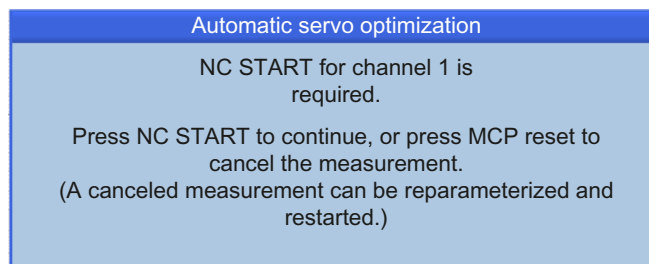 Automatic servo optimization
NC START for channel 1 is
required.
Press NC START to continue, or press MCP reset to
cancel the measurement.
(A canceled measurement can be reparameterized and
restarted.)